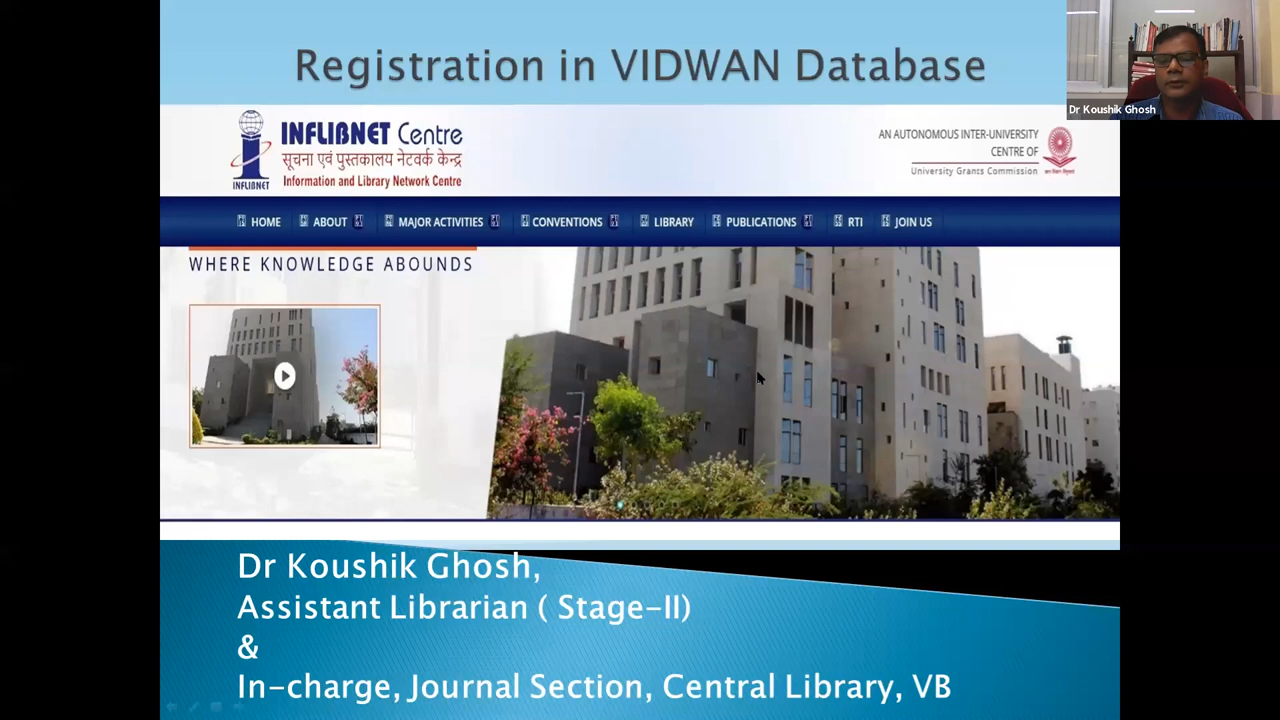 Registration in VIDWAN Database
Dr Koushik Ghosh
INFLIBNET Centre
सूचना एवं पुस्तकालय नेटवर्क केन्द्र
Information and Library Network Centre
INFLIBNET
AN AUTONOMOUS INTER-UNIVERSITY
CENTRE OF
University Grants Commission
HOME ABOUT MAJOR ACTIVITIES CONVENTIONS LIBRARY PUBLICATIONS RTI JOIN US
WHERE KNOWLEDGE ABOUNDS
Dr Koushik Ghosh,
Assistant Librarian ( Stage-II)
&
In-charge, Journal Section, Central Library, VB